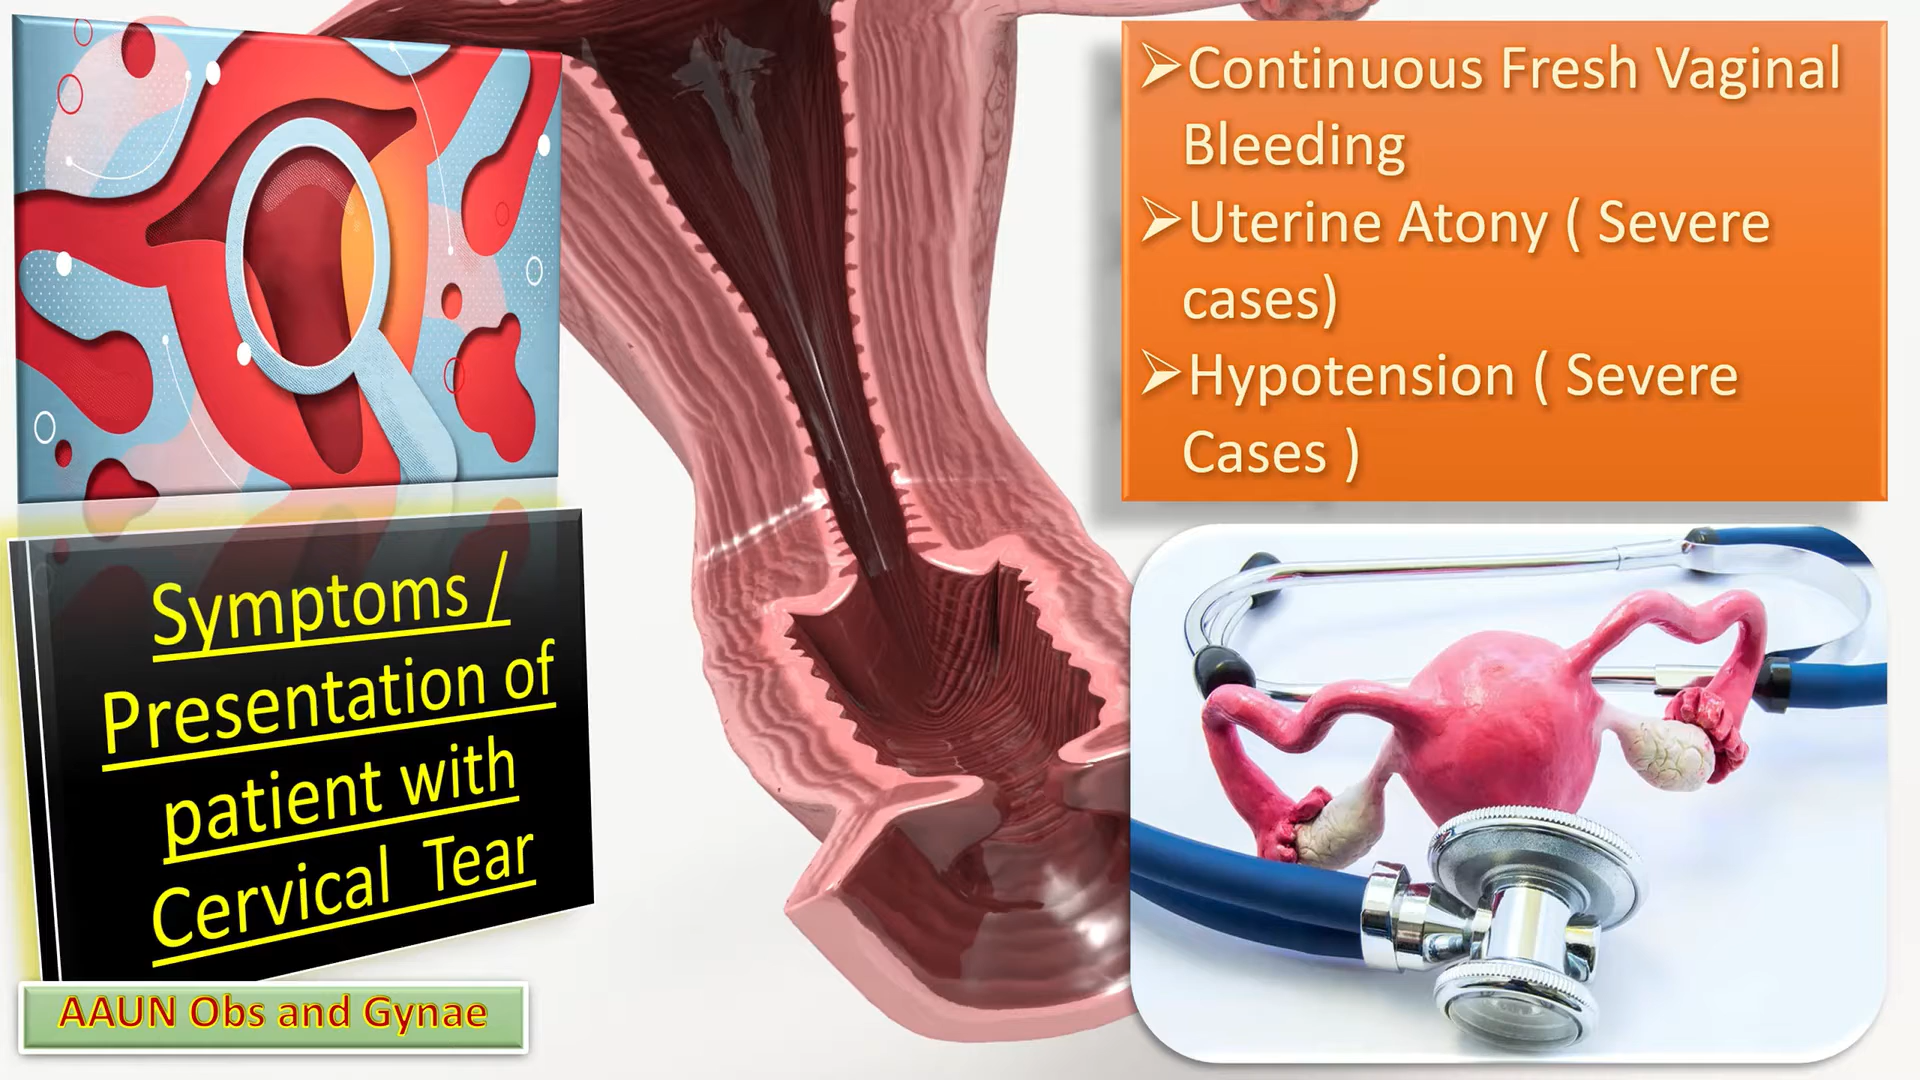 Symptoms /
Presentation of
patient with
Cervical Tear
AAUN Obs and Gynae
➢Continuous Fresh Vaginal
Bleeding
➢Uterine Atony ( Severe
cases)
➢Hypotension ( Severe
Cases )